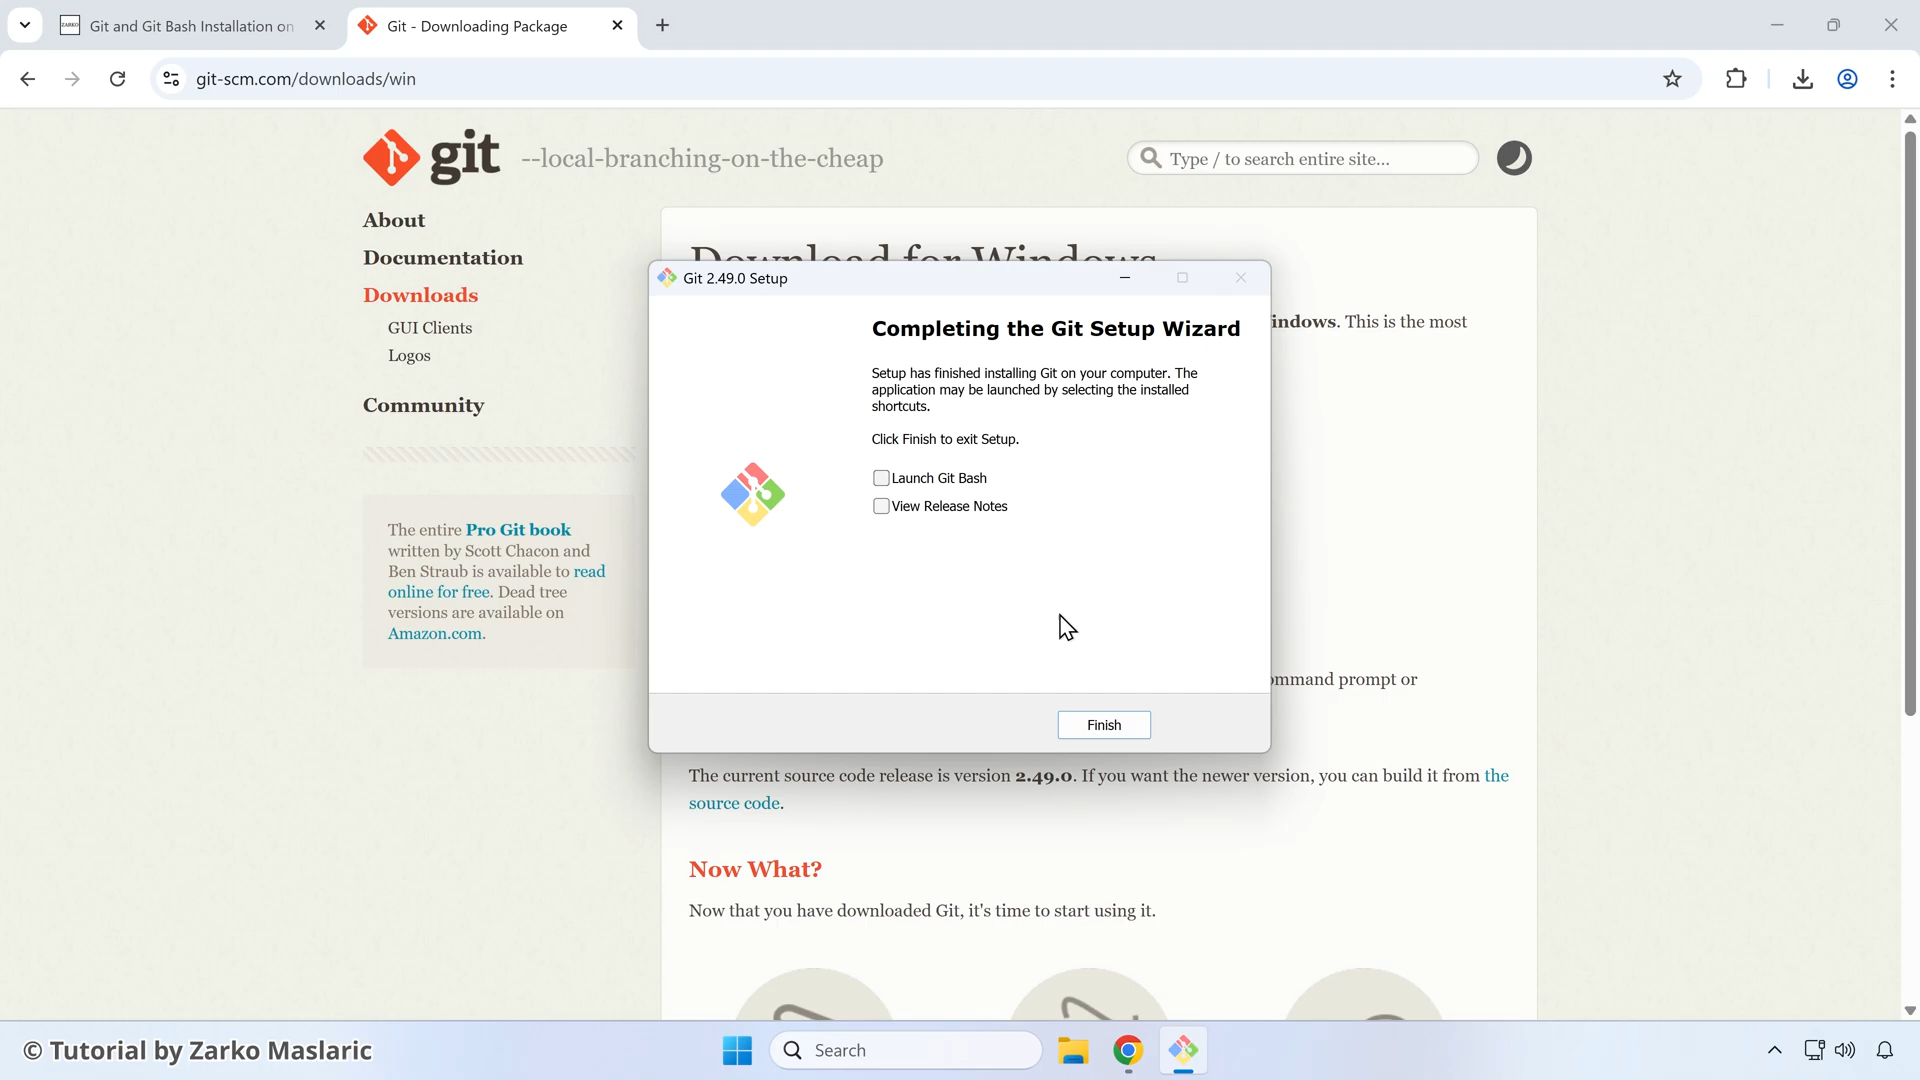 Git and Git Bash Installation on
Git - Downloading Package
git-scm.com/downloads/win
git --local-branching-on-the-cheap
Type / to search entire site...
About
Documentation
Downloads
GUI Clients
Logos
Community
The entire Pro Git book
written by Scott Chacon and
Ben Straub is available to read
online for free. Dead tree
versions are available on
Amazon.com.
Download for Windows
indows. This is the most
Git 2.49.0 Setup
Completing the Git Setup Wizard
Setup has finished installing Git on your computer. The
application may be launched by selecting the installed
shortcuts.
Click Finish to exit Setup.
Launch Git Bash
View Release Notes
Finish
ommand prompt or
The current source code release is version 2.49.0. If you want the newer version, you can build it from the
source code.
Now What?
Now that you have downloaded Git, it's time to start using it.
© Tutorial by Zarko Maslaric
Search